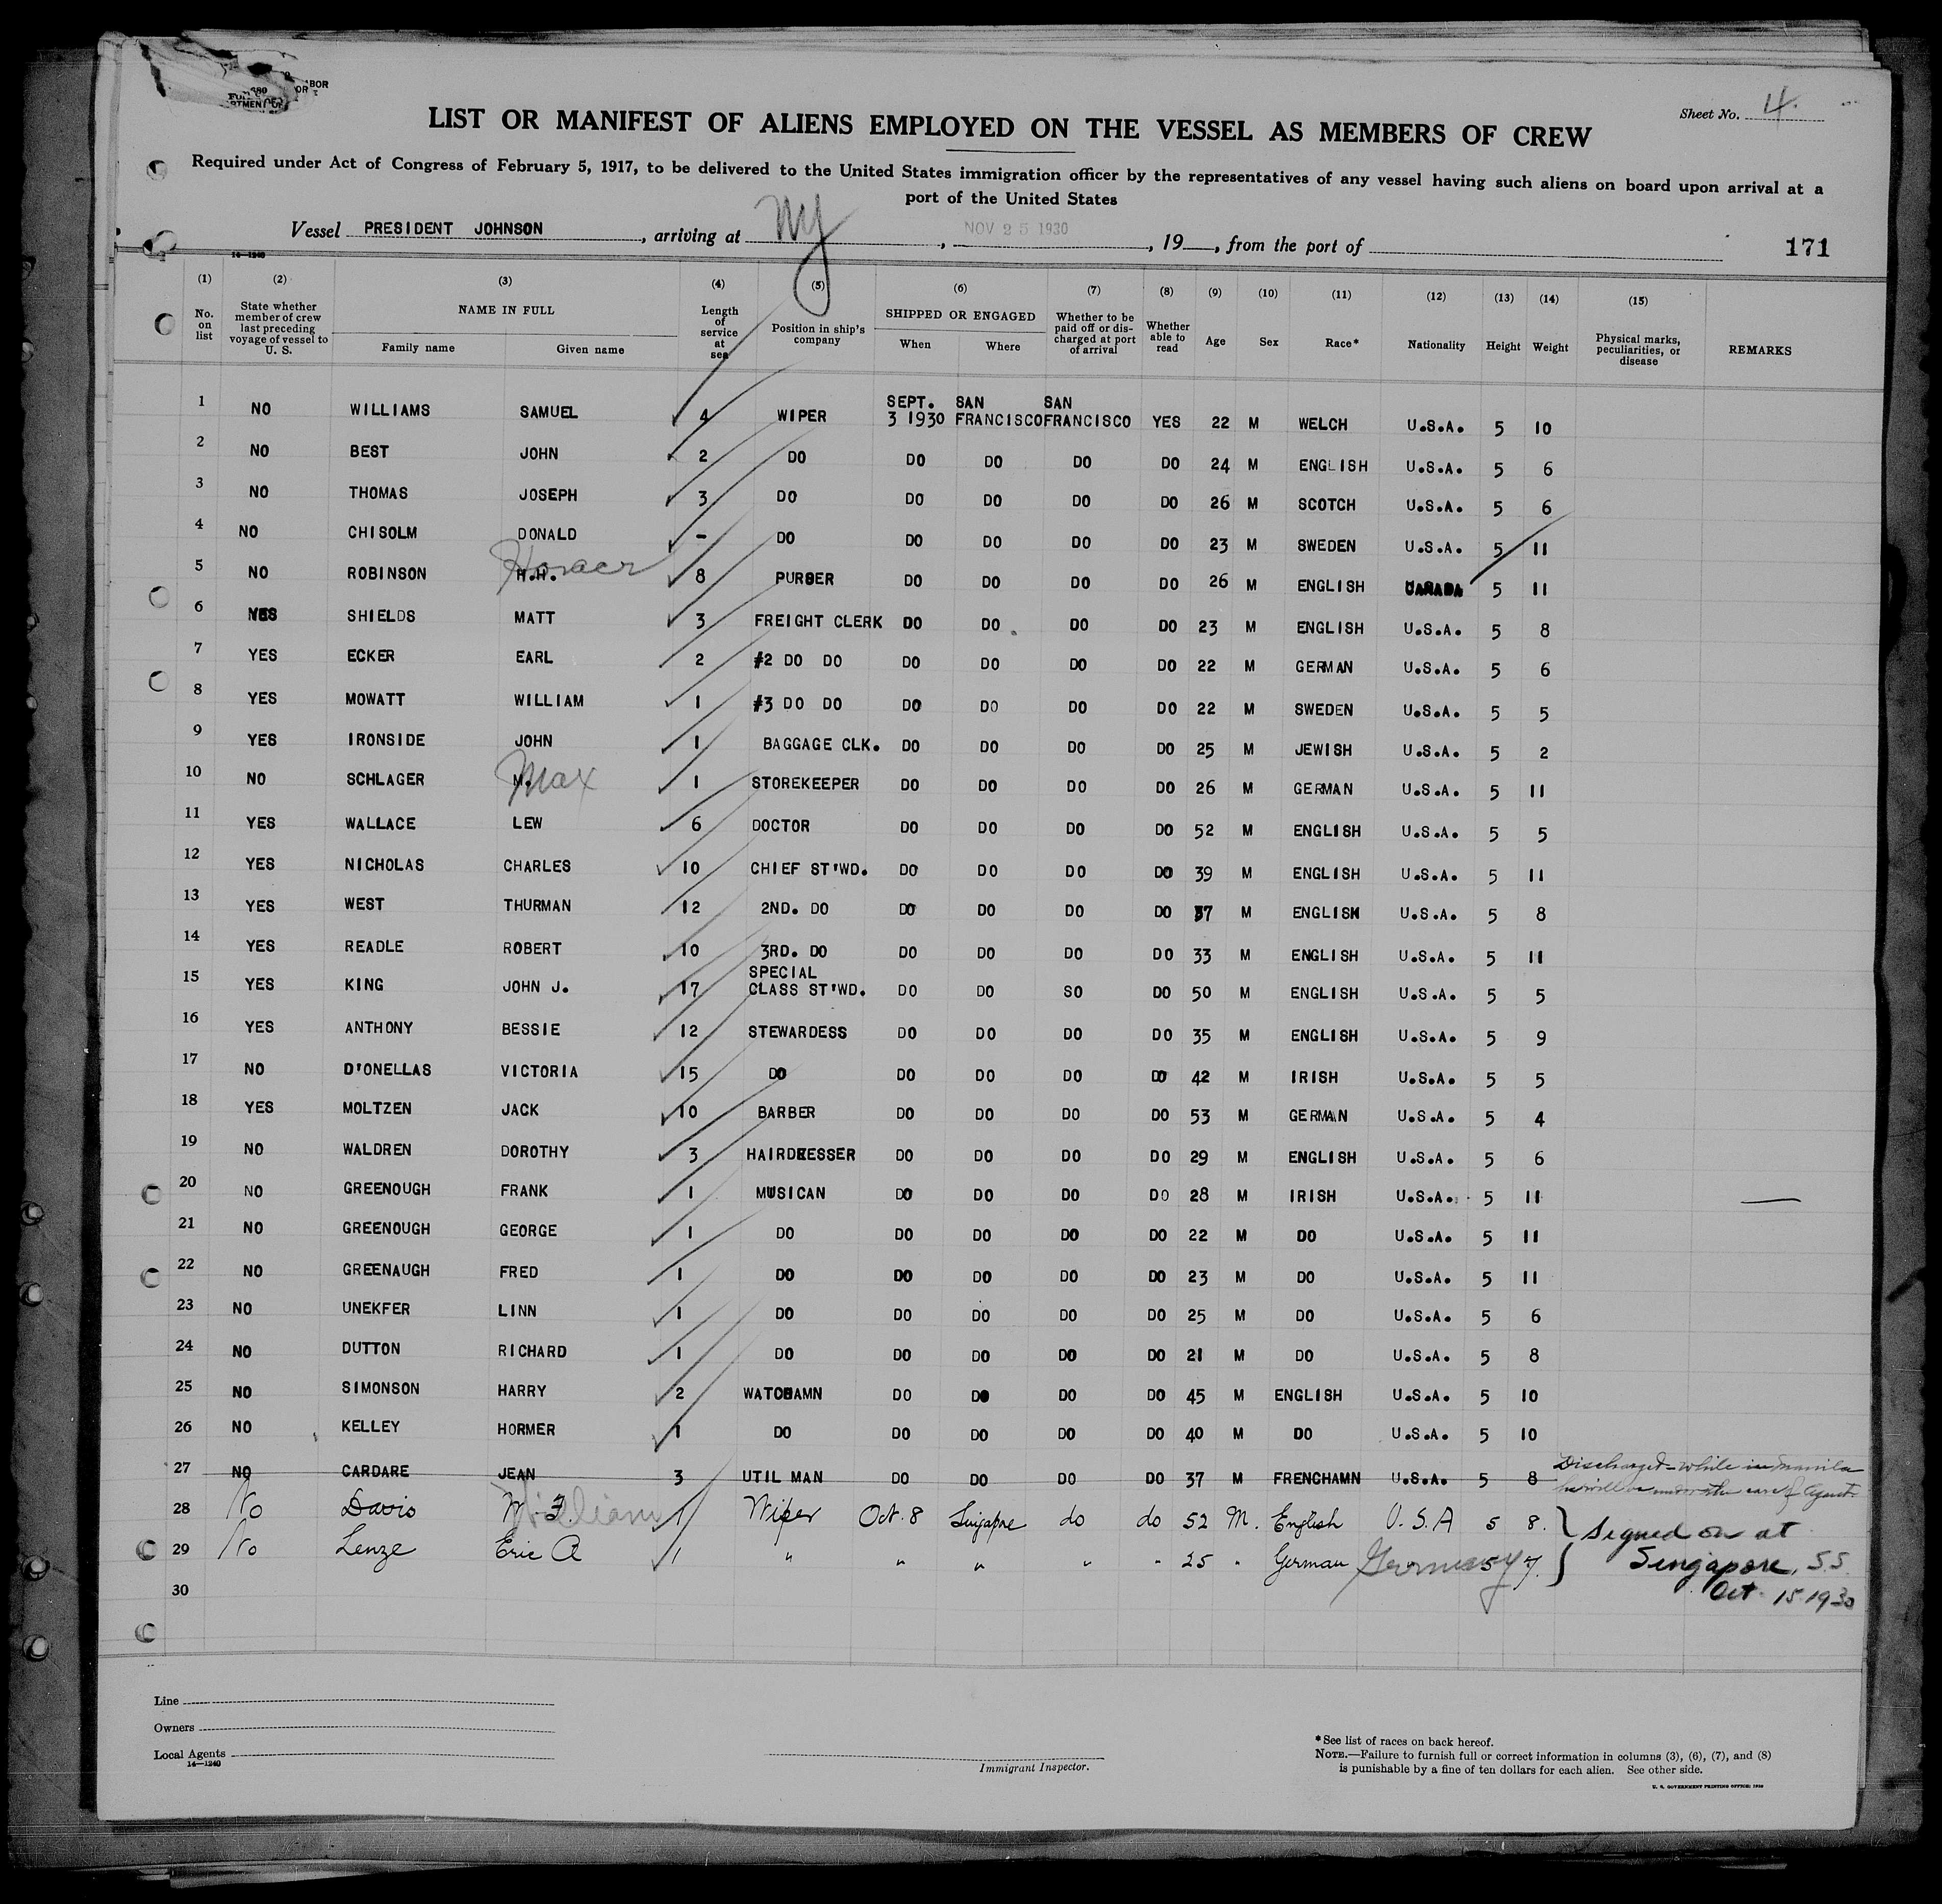 Sheet No. 4.
LIST OR MANIFEST OF ALIENS EMPLOYED ON THE VESSEL AS MEMBERS OF CREW
Required under Act of Congress of February 5, 1917, to be delivered to the United States immigration officer by the representatives of any vessel having such aliens on board upon arrival at a
port of the United States
Vessel PRESIDENT JOHNSON, arriving at NY, NOV 25 1930, 19 , from the port of
171
14—1240
(1) (2) (3) (4) (5) (6) (7) (8) (9) (10) (11) (12) (13) (14) (15)
No. on list State whether member of crew last preceding voyage of vessel to U. S. NAME IN FULL Family name Given name Length of service at sea Position in ship's company SHIPPED OR ENGAGED When Where Whether to be paid off or discharged at port of arrival Whether able to read Age Sex Race* Nationality Height Weight Physical marks, peculiarities, or disease REMARKS
1 NO WILLIAMS SAMUEL 4 WIPER SEPT. 3 1930 SAN FRANCISCO SAN FRANCISCO YES 22 M WELCH U.S.A. 5 10
2 NO BEST JOHN 2 DO DO DO DO DO 24 M ENGLISH U.S.A. 5 6
3 NO THOMAS JOSEPH 3 DO DO DO DO DO 26 M SCOTCH U.S.A. 5 6
4 NO CHISOLM DONALD - DO DO DO DO DO 23 M SWEDEN U.S.A. 5 11
5 NO ROBINSON H.H. Horacer 8 PURSER DO DO DO DO 26 M ENGLISH CANADA 5 11
6 YES SHIELDS MATT 3 FREIGHT CLERK DO DO DO DO 23 M ENGLISH U.S.A. 5 8
7 YES ECKER EARL 2 #2 DO DO DO DO DO DO 22 M GERMAN U.S.A. 5 6
8 YES MOWATT WILLIAM 1 #3 DO DO DO DO DO DO 22 M SWEDEN U.S.A. 5 5
9 YES IRONSIDE JOHN 1 BAGGAGE CLK. DO DO DO DO 25 M JEWISH U.S.A. 5 2
10 NO SCHLAGER M. Max 1 STOREKEEPER DO DO DO DO 26 M GERMAN U.S.A. 5 11
11 YES WALLACE LEW 6 DOCTOR DO DO DO DO 52 M ENGLISH U.S.A. 5 5
12 YES NICHOLAS CHARLES 10 CHIEF ST'WD. DO DO DO DO 39 M ENGLISH U.S.A. 5 11
13 YES WEST THURMAN 12 2ND. DO DO DO DO DO 37 M ENGLISH U.S.A. 5 8
14 YES READLE ROBERT 10 3RD. DO DO DO DO DO 33 M ENGLISH U.S.A. 5 11
15 YES KING JOHN J. 17 SPECIAL CLASS ST'WD. DO DO SO DO 50 M ENGLISH U.S.A. 5 5
16 YES ANTHONY BESSIE 12 STEWARDESS DO DO DO DO 35 M ENGLISH U.S.A. 5 9
17 NO D'ONELLAS VICTORIA 15 DO DO DO DO DO 42 M IRISH U.S.A. 5 5
18 YES MOLTZEN JACK 10 BARBER DO DO DO DO 53 M GERMAN U.S.A. 5 4
19 NO WALDREN DOROTHY 3 HAIRDRESSER DO DO DO DO 29 M ENGLISH U.S.A. 5 6
20 NO GREENOUGH FRANK 1 MUSICAN DO DO DO DO 28 M IRISH U.S.A. 5 11
21 NO GREENOUGH GEORGE 1 DO DO DO DO DO 22 M DO U.S.A. 5 11
22 NO GREENAUGH FRED 1 DO DO DO DO DO 23 M DO U.S.A. 5 11
23 NO UNEKFER LINN 1 DO DO DO DO DO 25 M DO U.S.A. 5 6
24 NO DUTTON RICHARD 1 DO DO DO DO DO 21 M DO U.S.A. 5 8
25 NO SIMONSON HARRY 2 WATCHAMN DO DO DO DO 45 M ENGLISH U.S.A. 5 10
26 NO KELLEY HORMER 1 DO DO DO DO DO 40 M DO U.S.A. 5 10
27 NO CARDARE JEAN 3 UTIL MAN DO DO DO DO 37 M FRENCHAMN U.S.A. 5 8 Discharged while in Manila he will be under the care of Agent
28 No Davis W. F. William 1 Wiper Oct. 8 Singapore do do 52 M. English U.S.A 5 8. Signed on at
29 No Lenze Eric A 1 " " " " " 25 " German Germany 5 7 Singapore, S.S.
30 Oct. 15-1930
Line
Owners
Local Agents
14—1240
Immigrant Inspector.
*See list of races on back hereof.
NOTE.—Failure to furnish full or correct information in columns (3), (6), (7), and (8)
is punishable by a fine of ten dollars for each alien. See other side.
U. S. GOVERNMENT PRINTING OFFICE: 1926